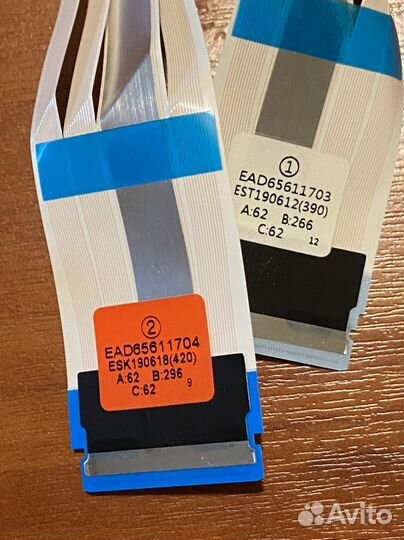 ①
EAD65611703
EST190612(390)
A:62 B:266
C:62 12
②
EAD65611704
ESK190618(420)
A:62 B:296
C:62 9
Avito